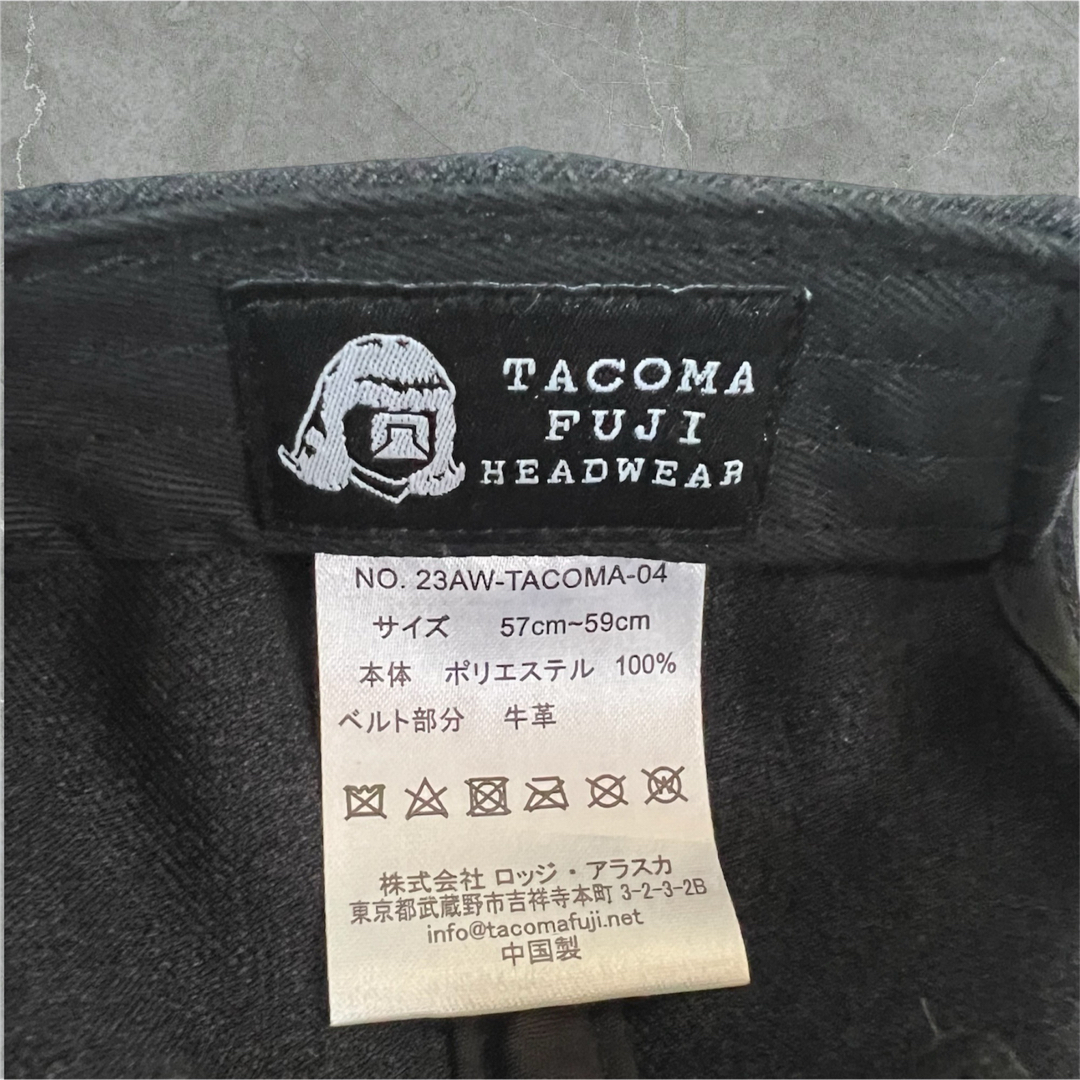 TACOMA
FUJI
HEADWEAR
NO. 23AW-TACOMA-04
サイズ 57cm~59cm
本体 ポリエステル 100%
ベルト部分 牛革
株式会社 ロッジ・アラスカ
東京都武蔵野市吉祥寺本町 3-2-3-2B
info@tacomafuji.net
中国製